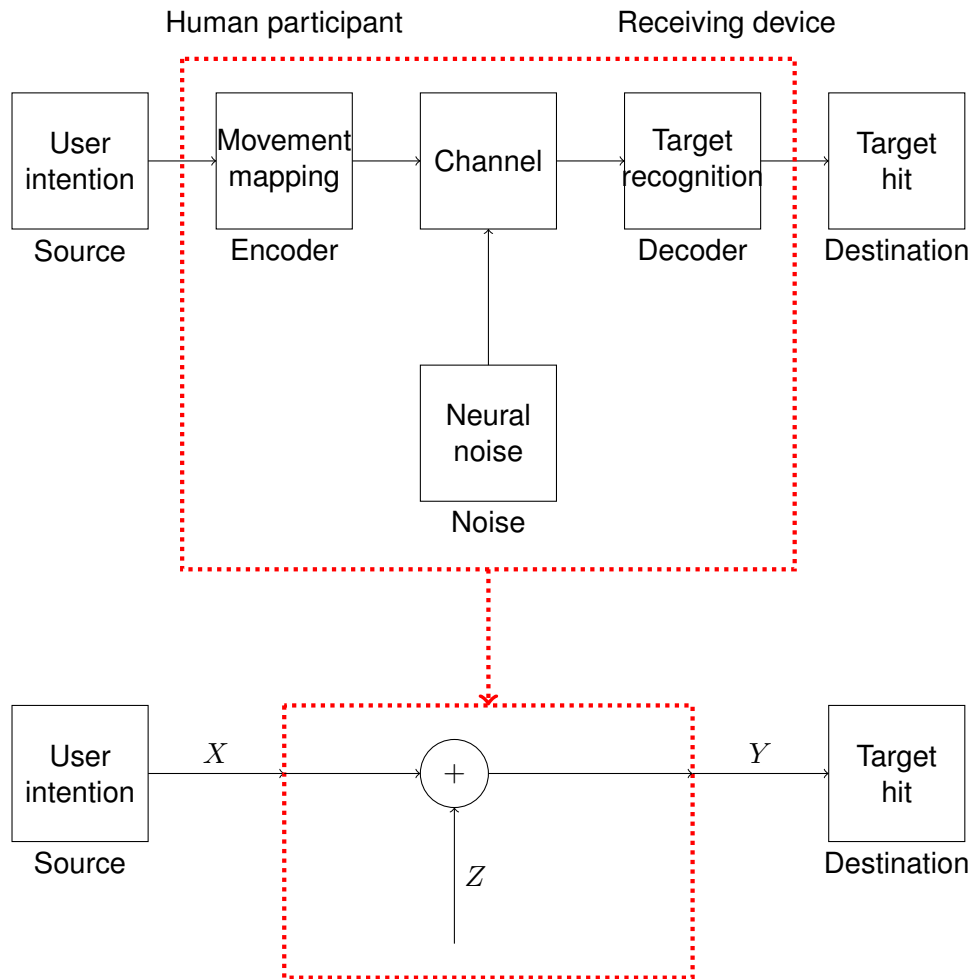 Human participant
Receiving device
User
intention
Source
Movement
mapping
Encoder
Channel
Target
recognition
Decoder
Target
hit
Destination
Neural
noise
Noise
User
intention
Source
X
+
Z
Y
Target
hit
Destination